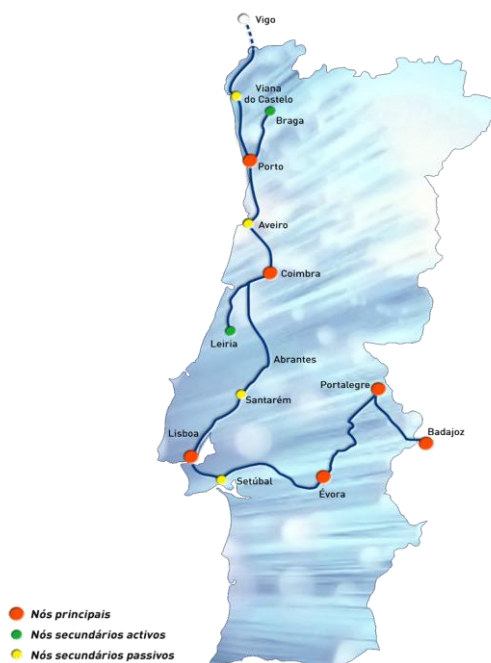 Vigo
Viana
do Castelo
Braga
Porto
Aveiro
Coimbra
Leiria
Abrantes
Santarém
Portalegre
Badajoz
Lisboa
Setúbal
Évora
Nós principais
Nós secundários activos
Nós secundários passivos